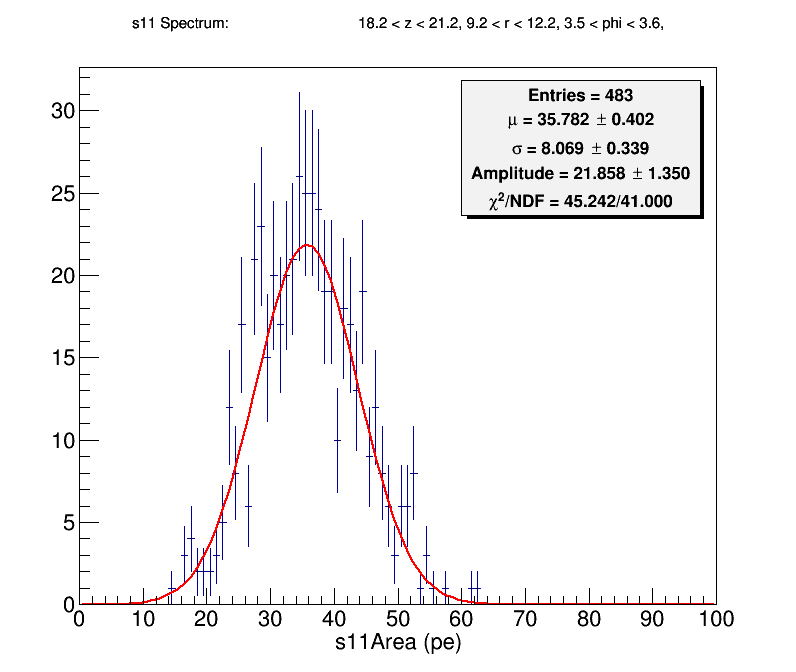 s11 Spectrum: 18.2 < z < 21.2, 9.2 < r < 12.2, 3.5 < phi < 3.6,
Entries = 483
μ = 35.782 ± 0.402
σ = 8.069 ± 0.339
Amplitude = 21.858 ± 1.350
χ²/NDF = 45.242/41.000
30
25
20
15
10
5
0
0 10 20 30 40 50 60 70 80 90 100
s11Area (pe)